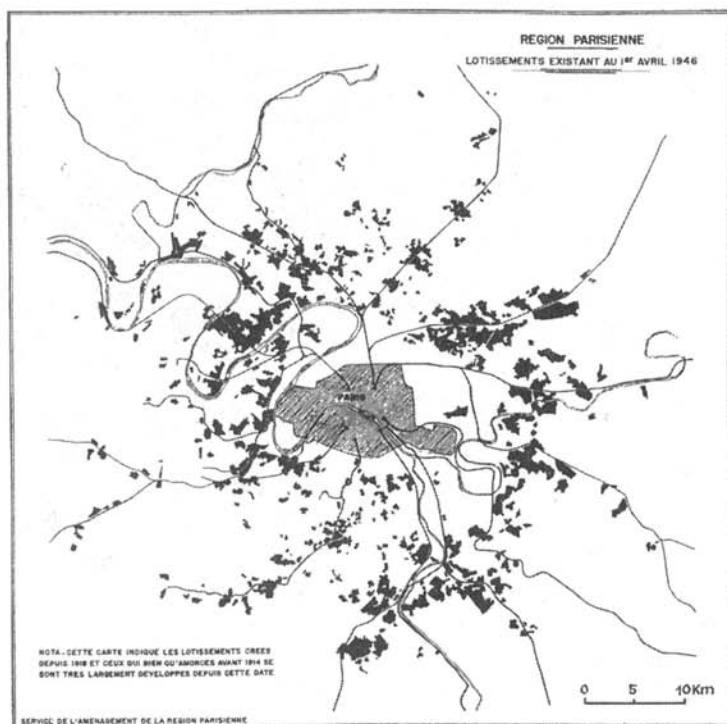 REGION PARISIENNE
LOTISSEMENTS EXISTANT AU 1er AVRIL 1946
PARIS
NOTA - CETTE CARTE INDIQUE LES LOTISSEMENTS CREES
DEPUIS 1918 ET CEUX QUI BIEN QU'AMORCES AVANT 1914 SE
SONT TRES LARGEMENT DEVELOPPES DEPUIS CETTE DATE
0 5 10Km
SERVICE DE L'AMENAGEMENT DE LA REGION PARISIENNE